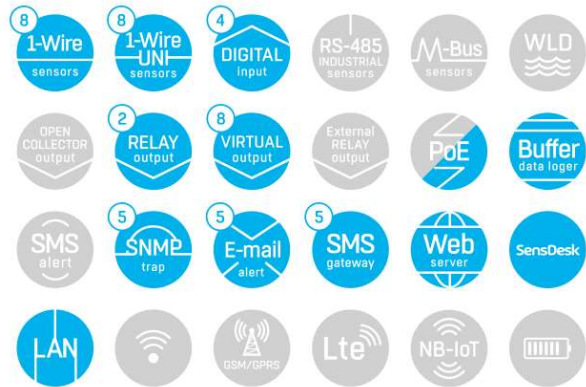 8
1-Wire
sensors
8
1-Wire
UNI
sensors
4
DIGITAL
input
RS-485
INDUSTRIAL
sensors
M-Bus
sensors
WLD
OPEN
COLLECTOR
output
2
RELAY
output
8
VIRTUAL
output
External
RELAY
output
PoE
Buffer
data loger
SMS
alert
5
SNMP
trap
5
E-mail
alert
5
SMS
gateway
Web
server
SensDesk
LAN
GSM/GPRS
Lte
NB-IoT